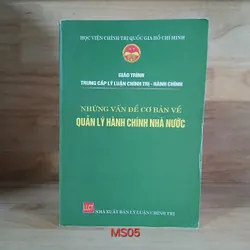 HỌC VIỆN CHÍNH TRỊ QUỐC GIA HỒ CHÍ MINH
GIÁO TRÌNH
TRUNG CẤP LÝ LUẬN CHÍNH TRỊ - HÀNH CHÍNH
NHỮNG VẤN ĐỀ CƠ BẢN VỀ
QUẢN LÝ HÀNH CHÍNH NHÀ NƯỚC
NHÀ XUẤT BẢN LÝ LUẬN CHÍNH TRỊ
MS05